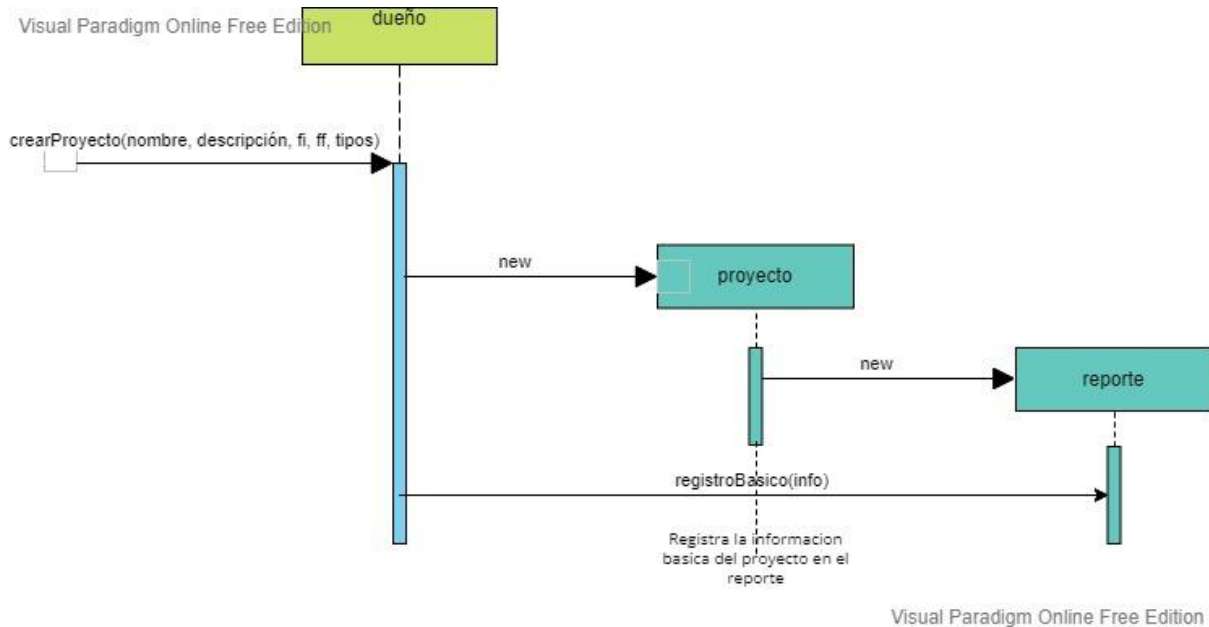 Visual Paradigm Online Free Edition
dueño
crearProyecto(nombre, descripción, fi, ff, tipos)
new
proyecto
new
reporte
registroBasico(info)
Registra la informacion
basica del proyecto en el
reporte
Visual Paradigm Online Free Edition